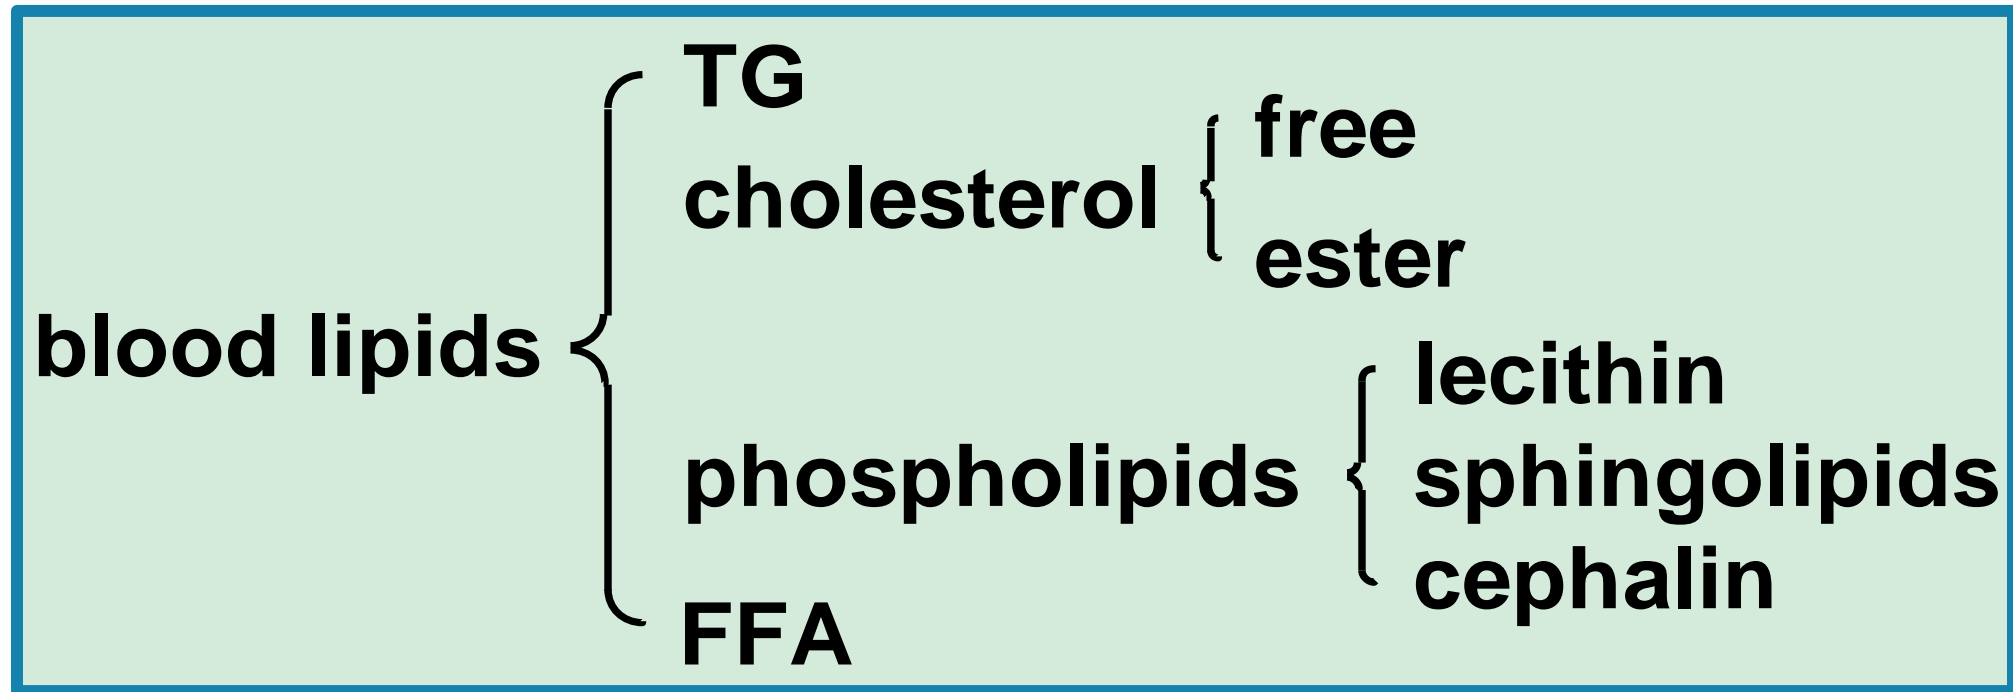 TG
free
cholesterol
ester
blood lipids
lecithin
phospholipids
sphingolipids
cephalin
FFA